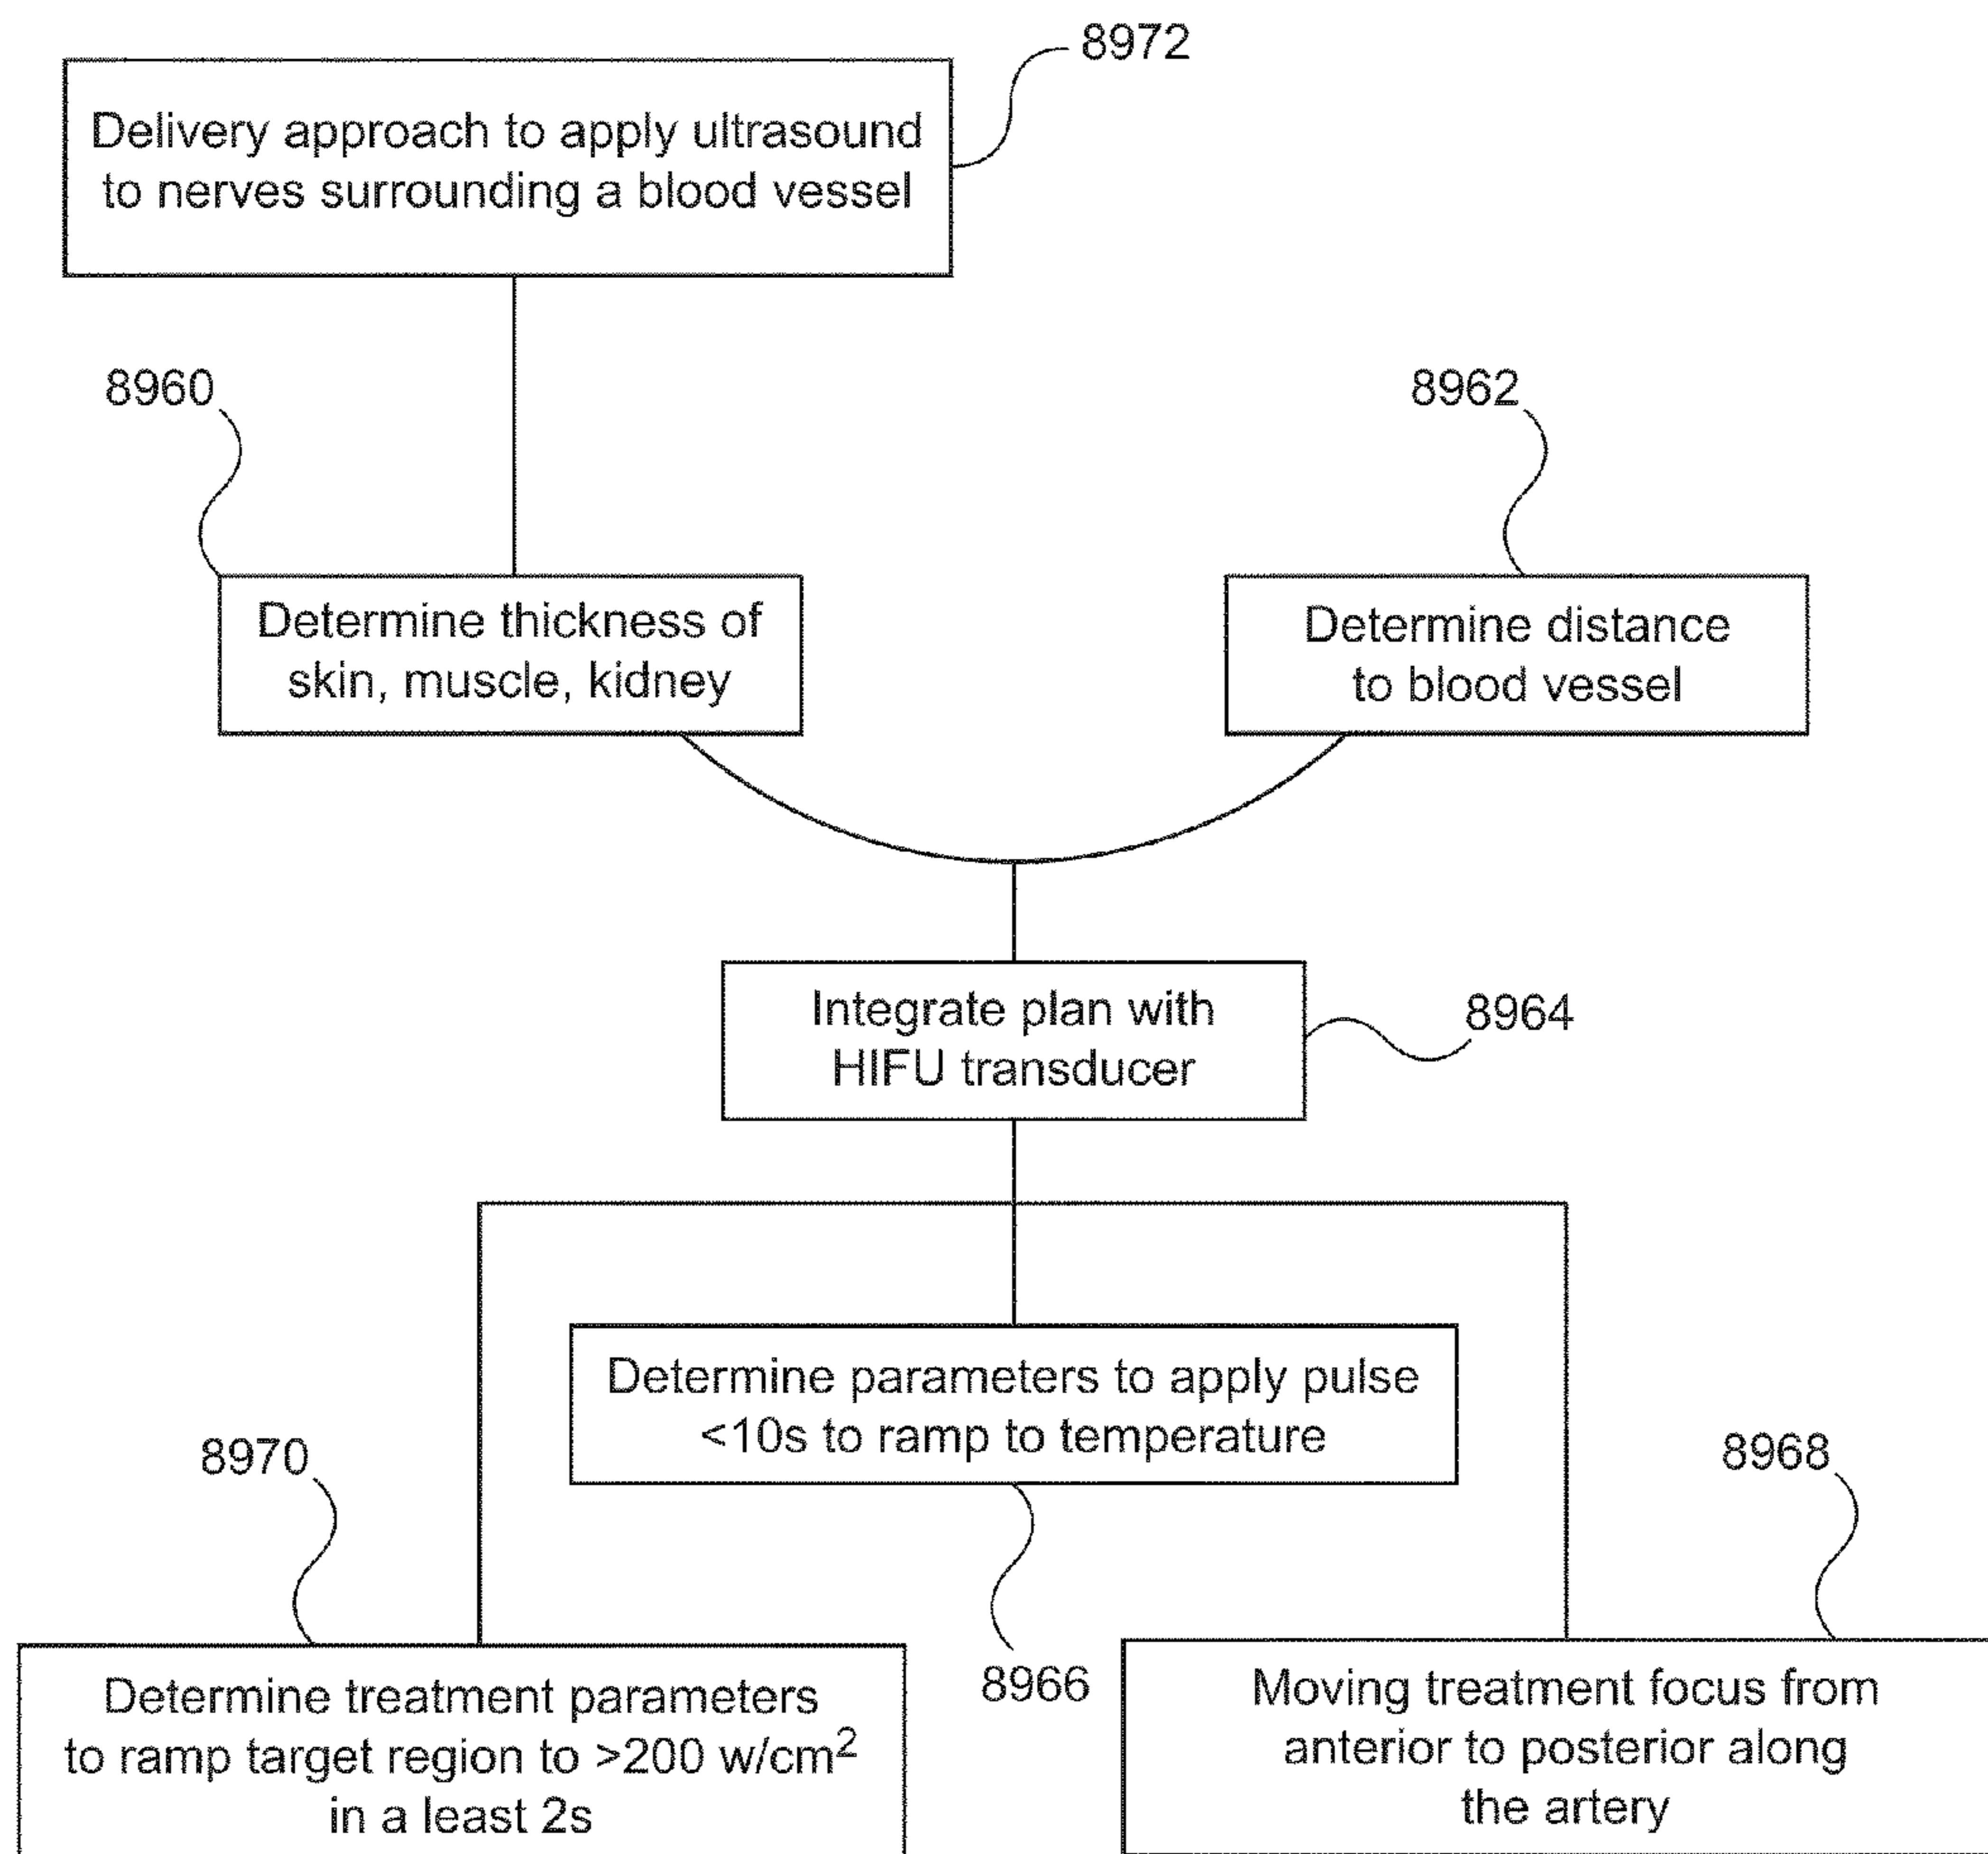 8972
Delivery approach to apply ultrasound
to nerves surrounding a blood vessel
8960
8962
Determine thickness of
skin, muscle, kidney
Determine distance
to blood vessel
Integrate plan with
HIFU transducer
8964
Determine parameters to apply pulse
<10s to ramp to temperature
8970
8968
8966
Determine treatment parameters
to ramp target region to >200 w/cm²
in a least 2s
Moving treatment focus from
anterior to posterior along
the artery